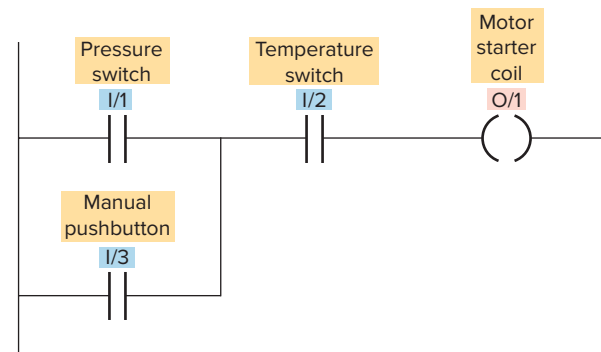 Pressure
switch
I/1
Temperature
switch
I/2
Motor
starter
coil
O/1
Manual
pushbutton
I/3